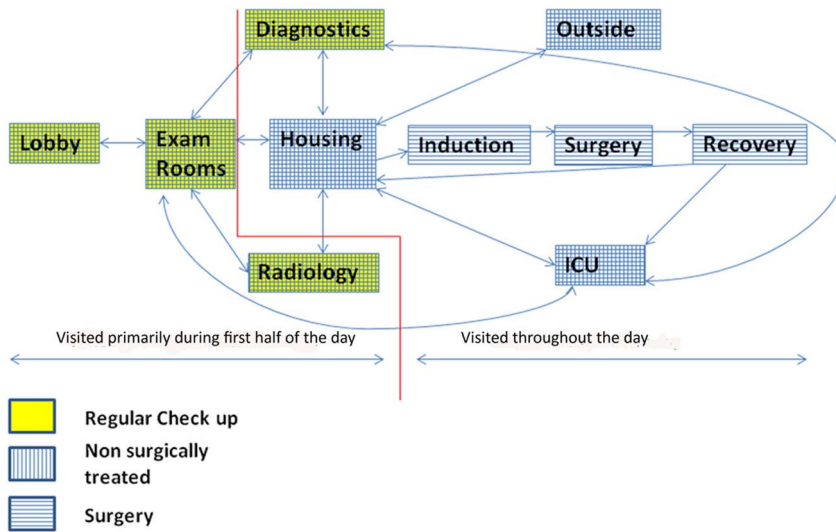 Diagnostics
Outside
Lobby
Exam
Rooms
Housing
Induction
Surgery
Recovery
Radiology
ICU
Visited primarily during first half of the day
Visited throughout the day
Regular Check up
Non surgically
treated
Surgery